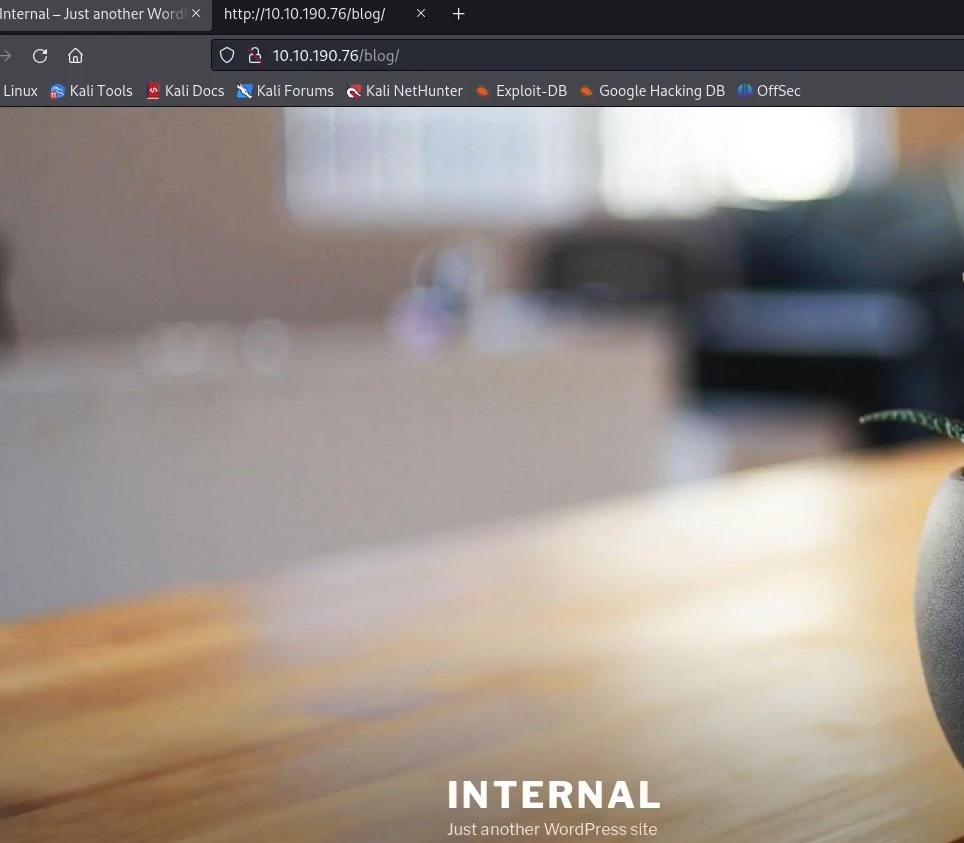 Internal – Just another Word http://10.10.190.76/blog/
10.10.190.76/blog/
Linux Kali Tools Kali Docs Kali Forums Kali NetHunter Exploit-DB Google Hacking DB OffSec
INTERNAL
Just another WordPress site